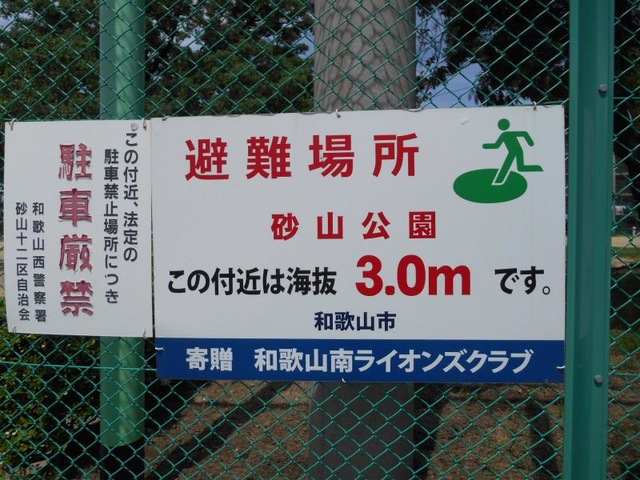 避難場所
砂山公園
この付近は海抜 3.0m です。
和歌山市
寄贈 和歌山南ライオンズクラブ
この付近、法定の
駐車禁止場所につき
駐車厳禁
和歌山西警察署
砂山十二区自治会